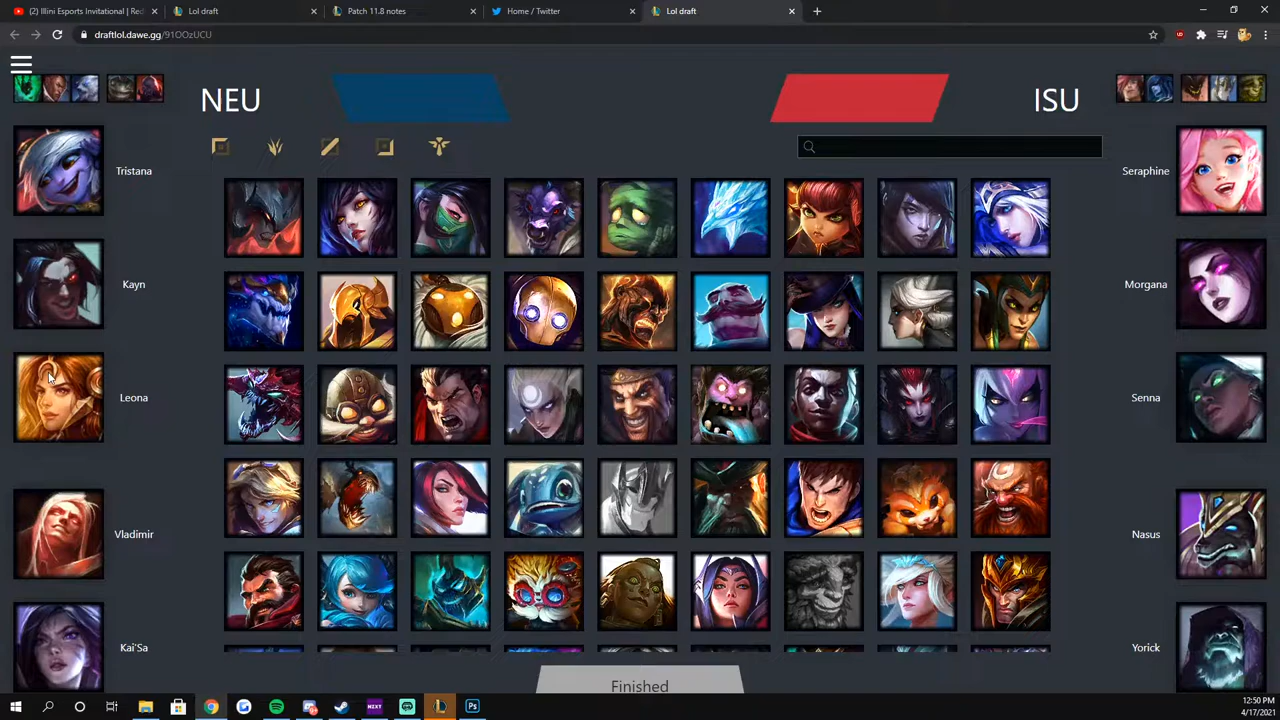 (2) Illini Esports Invitational | Re
Lol draft
Patch 11.8 notes
Home / Twitter
Lol draft
draftlol.dawe.gg/91OOzUCU
NEU
ISU
Tristana
Seraphine
Kayn
Morgana
Leona
Senna
Vladimir
Nasus
Kai'Sa
Yorick
Finished
NZXT
12:50 PM
4/17/2021